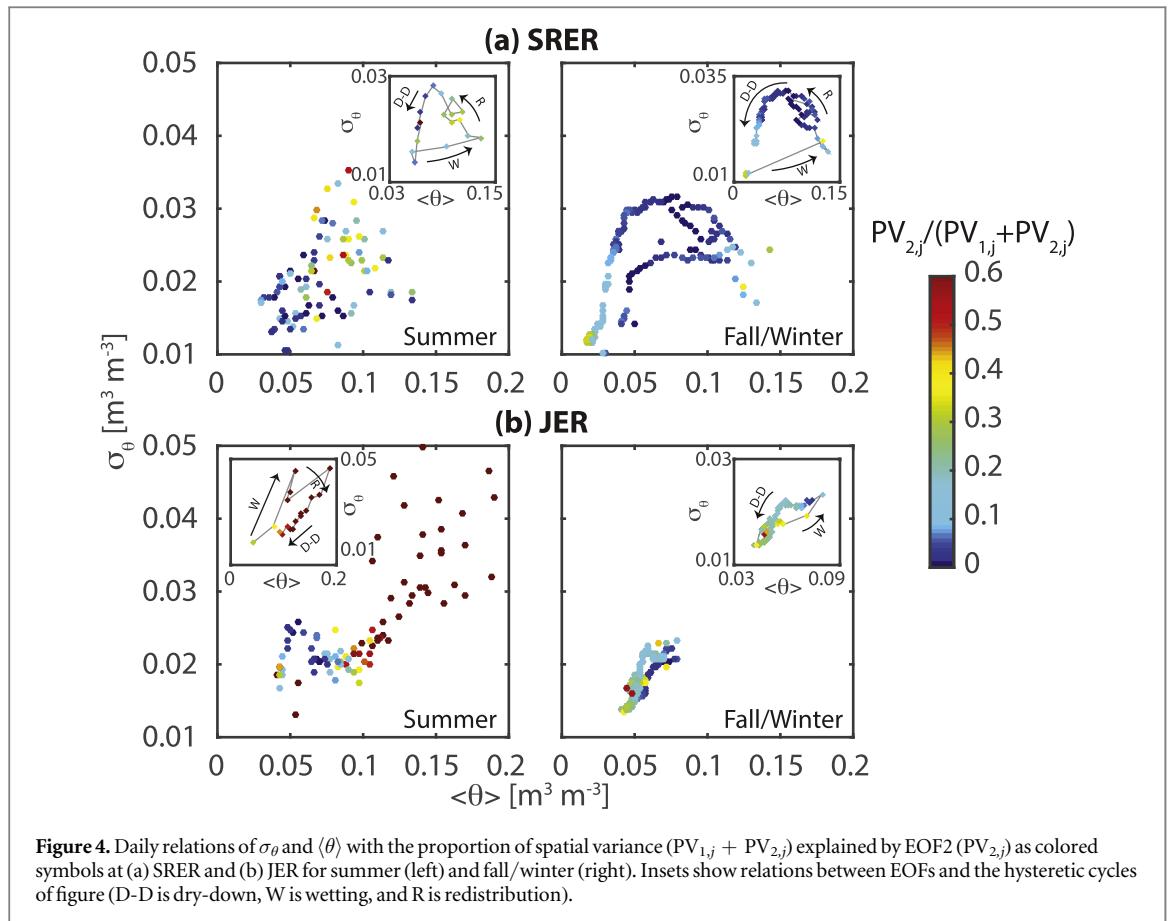 (a) SRER
0.05
0.04
0.03
0.02
0.01
0.03
σθ
0.01
0.03
<θ>
0.15
D-D
R
W
Summer
0.035
σθ
0.01
0
<θ>
0.15
D-D
R
W
Fall/Winter
0 0.05 0.1 0.15 0.2
0 0.05 0.1 0.15 0.2
PV2,j/(PV1,j+PV2,j)
0.6
0.5
0.4
0.3
0.2
0.1
0
σθ [m³ m⁻³]
(b) JER
0.05
0.04
0.03
0.02
0.01
0.05
σθ
0.01
0
<θ>
0.2
W
R
D-D
Summer
0.03
σθ
0.01
0.03
<θ>
0.09
D-D
W
Fall/Winter
0 0.05 0.1 0.15 0.2
0 0.05 0.1 0.15 0.2
<θ> [m³ m⁻³]
Figure 4. Daily relations of σθ and ⟨θ⟩ with the proportion of spatial variance (PV1,j + PV2,j) explained by EOF2 (PV2,j) as colored
symbols at (a) SRER and (b) JER for summer (left) and fall/winter (right). Insets show relations between EOFs and the hysteretic cycles
of figure (D-D is dry-down, W is wetting, and R is redistribution).